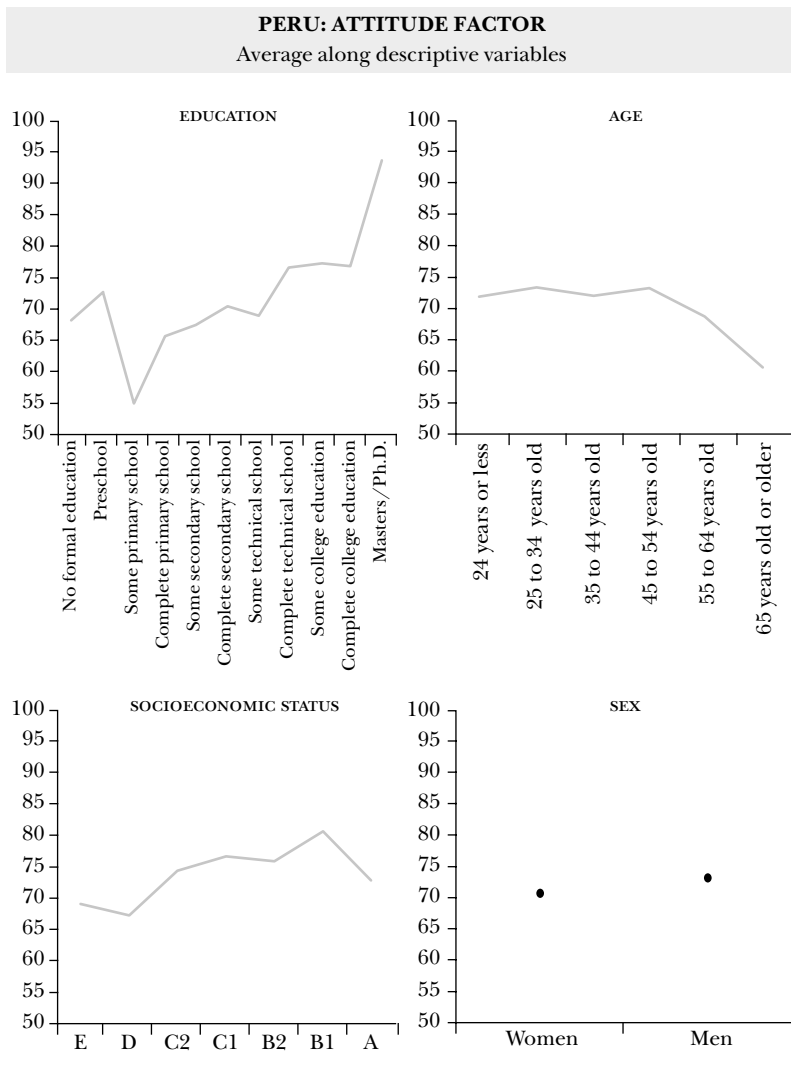 PERU: ATTITUDE FACTOR
Average along descriptive variables
EDUCATION
100
95
90
85
80
75
70
65
60
55
50
No formal education
Preschool
Some primary school
Complete primary school
Some secondary school
Complete secondary school
Some technical school
Complete technical school
Some college education
Complete college education
Masters/Ph.D.
AGE
100
95
90
85
80
75
70
65
60
55
50
24 years or less
25 to 34 years old
35 to 44 years old
45 to 54 years old
55 to 64 years old
65 years old or older
SOCIOECONOMIC STATUS
100
95
90
85
80
75
70
65
60
55
50
E D C2 C1 B2 B1 A
SEX
100
95
90
85
80
75
70
65
60
55
50
Women Men